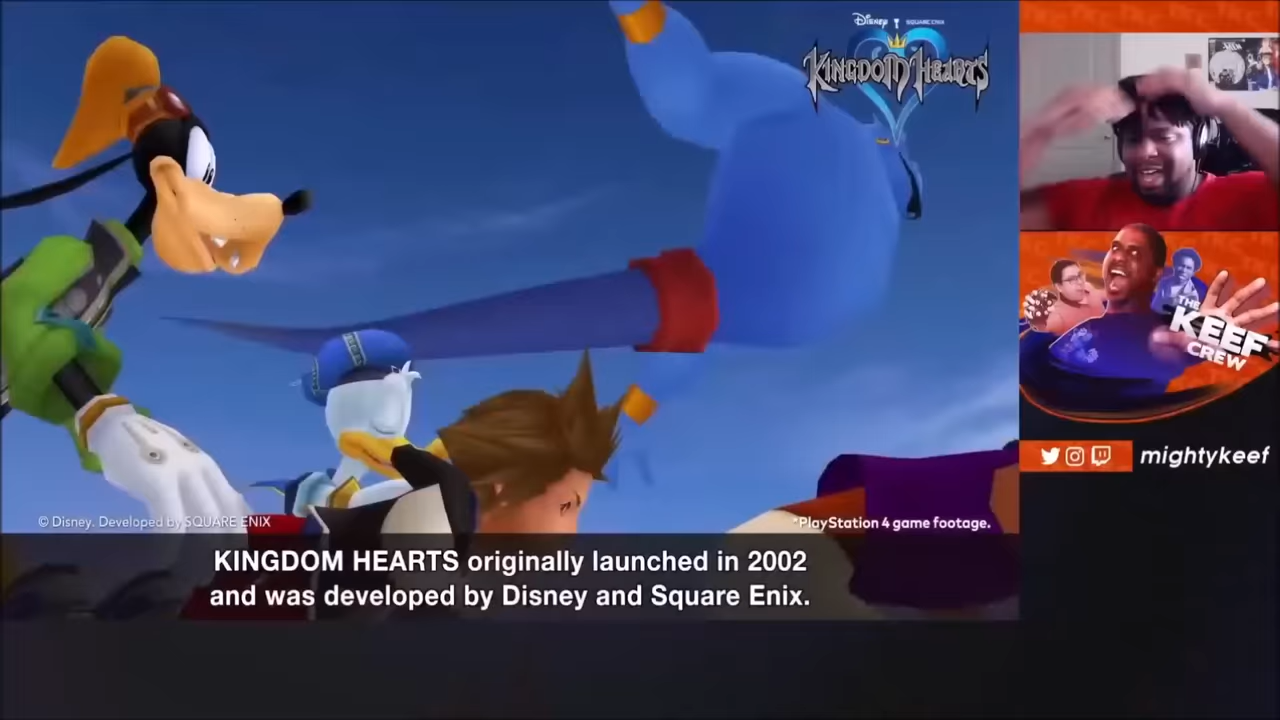 Disney SQUARE ENIX
KINGDOM HEARTS
© Disney. Developed by SQUARE ENIX
*PlayStation 4 game footage.
KINGDOM HEARTS originally launched in 2002
and was developed by Disney and Square Enix.
THE
KEEF
CREW
mightykeef